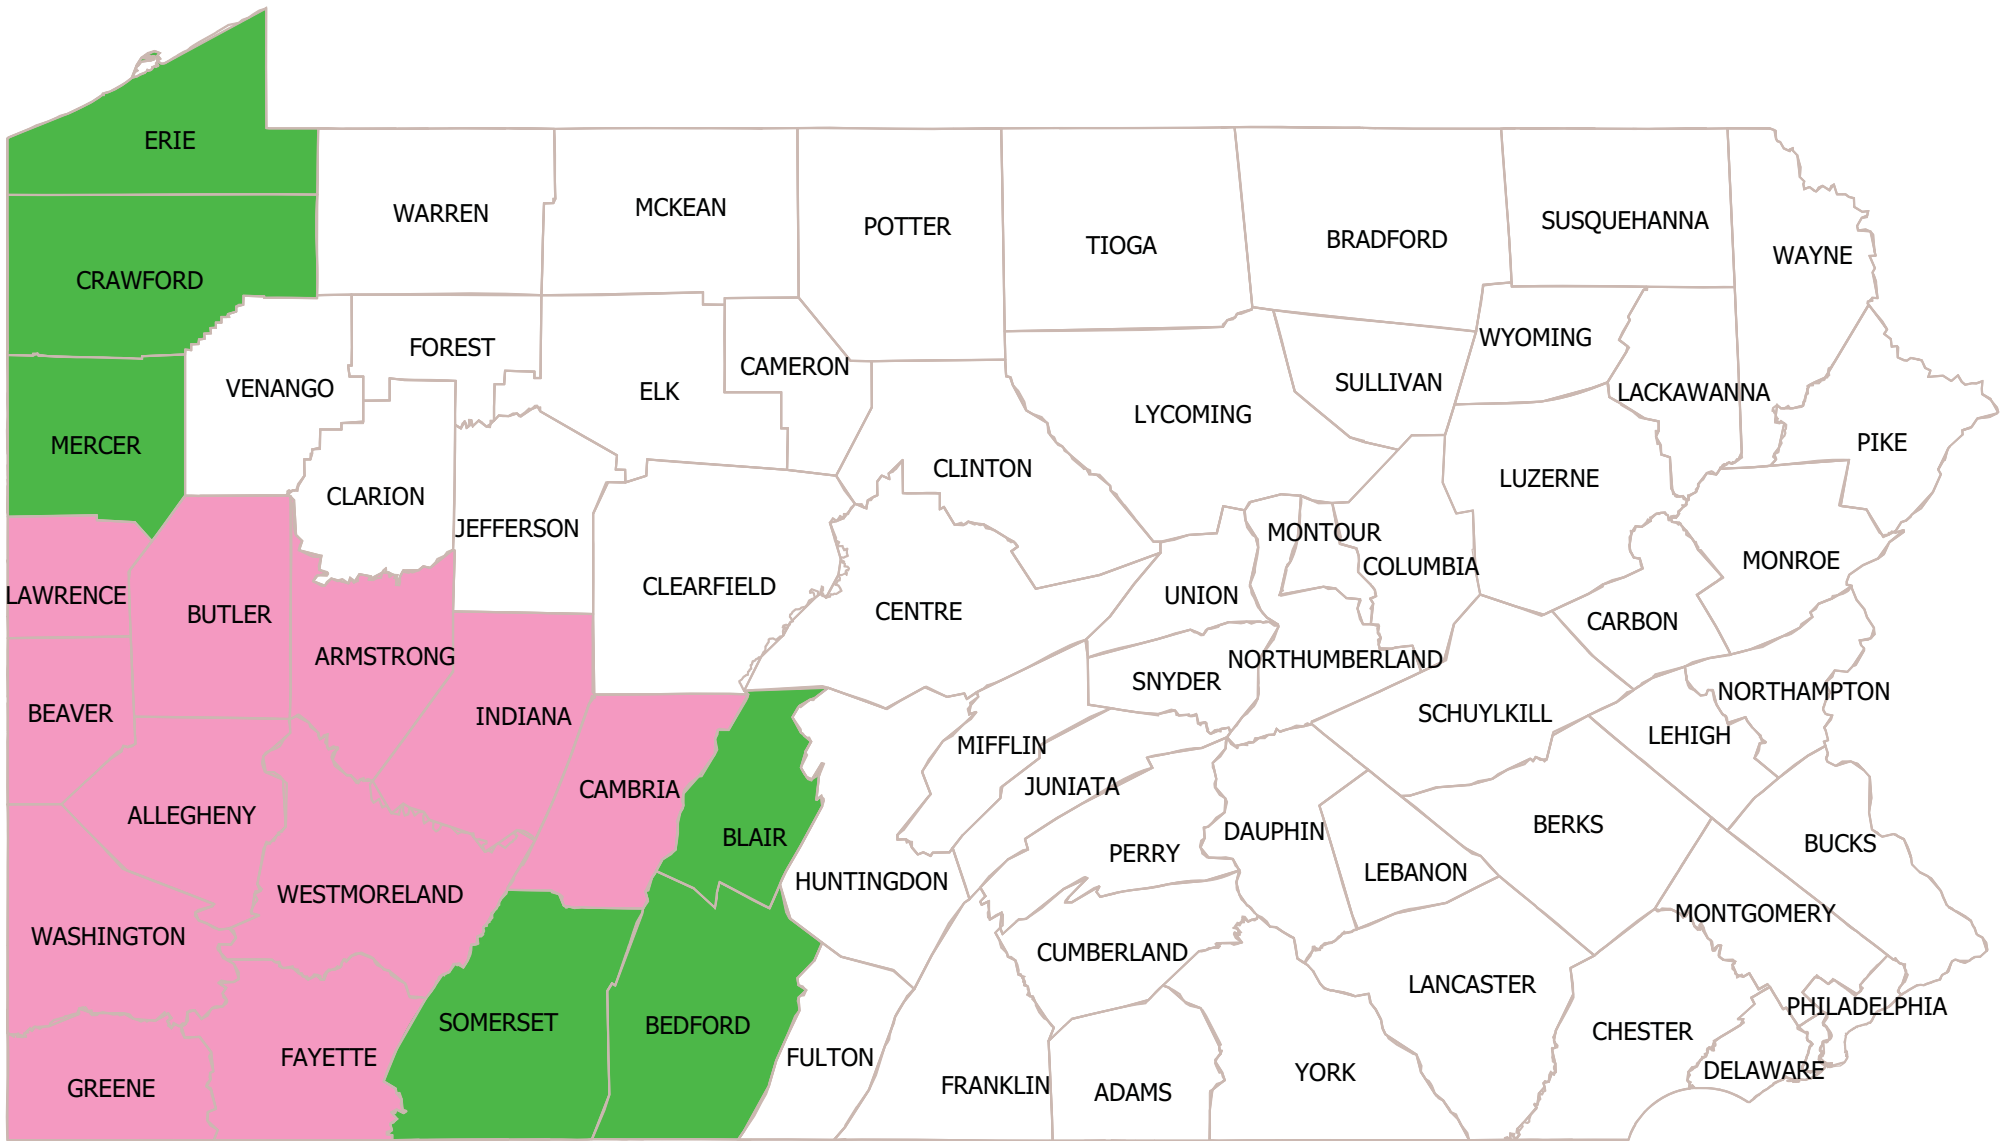 ERIE
WARREN
MCKEAN
POTTER
TIOGA
BRADFORD
SUSQUEHANNA
WAYNE
CRAWFORD
FOREST
CAMERON
WYOMING
VENANGO
ELK
SULLIVAN
LACKAWANNA
LYCOMING
PIKE
MERCER
CLARION
CLINTON
LUZERNE
JEFFERSON
MONTOUR
COLUMBIA
MONROE
LAWRENCE
BUTLER
CLEARFIELD
CENTRE
UNION
CARBON
ARMSTRONG
NORTHUMBERLAND
SNYDER
NORTHAMPTON
BEAVER
INDIANA
SCHUYLKILL
LEHIGH
MIFFLIN
CAMBRIA
JUNIATA
ALLEGHENY
BLAIR
DAUPHIN
BERKS
BUCKS
PERRY
LEBANON
HUNTINGDON
WESTMORELAND
MONTGOMERY
WASHINGTON
CUMBERLAND
LANCASTER
PHILADELPHIA
SOMERSET
BEDFORD
CHESTER
FAYETTE
FULTON
GREENE
FRANKLIN
ADAMS
YORK
DELAWARE